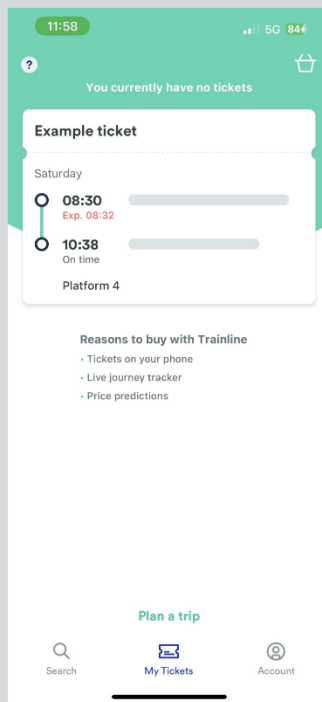 11:58
5G 84
?
You currently have no tickets
Example ticket
Saturday
08:30
Exp. 08:32
10:38
On time
Platform 4
Reasons to buy with Trainline
• Tickets on your phone
• Live journey tracker
• Price predictions
Plan a trip
Search My Tickets Account